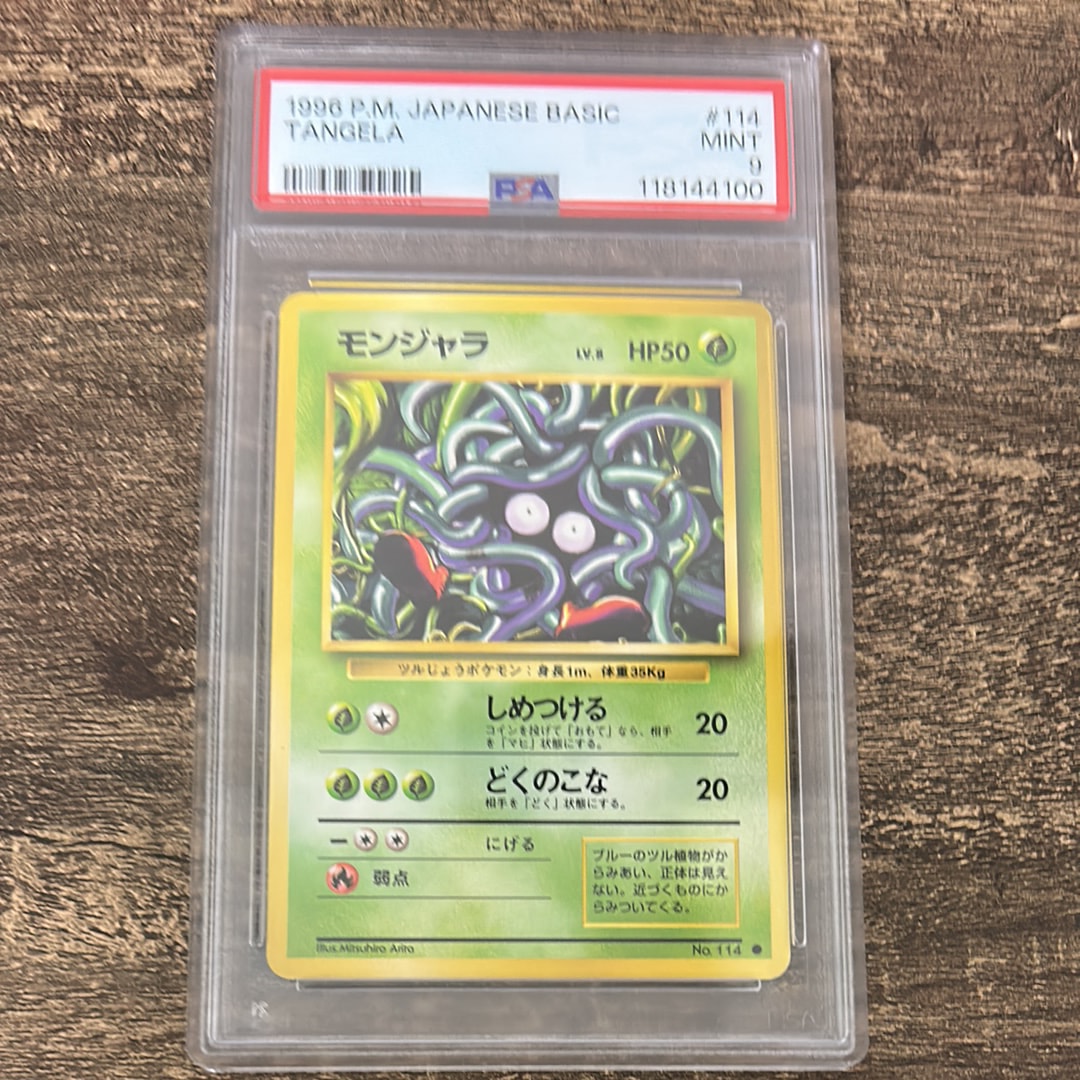 1996 P.M. JAPANESE BASIC #114
TANGELA MINT
9
PSA 118144100
モンジャラ LV.8 HP50
ツルじょうポケモン：身長1m、体重35Kg
しめつける 20
コインを投げて「おもて」なら、相手
を「マヒ」状態にする。
どくのこな 20
相手を「どく」状態にする。
にげる
弱点
ブルーのツル植物がか
らみあい、正体は見え
ない。近づくものにか
らみついてくる。
Illus.Mitsuhiro Arita No. 114